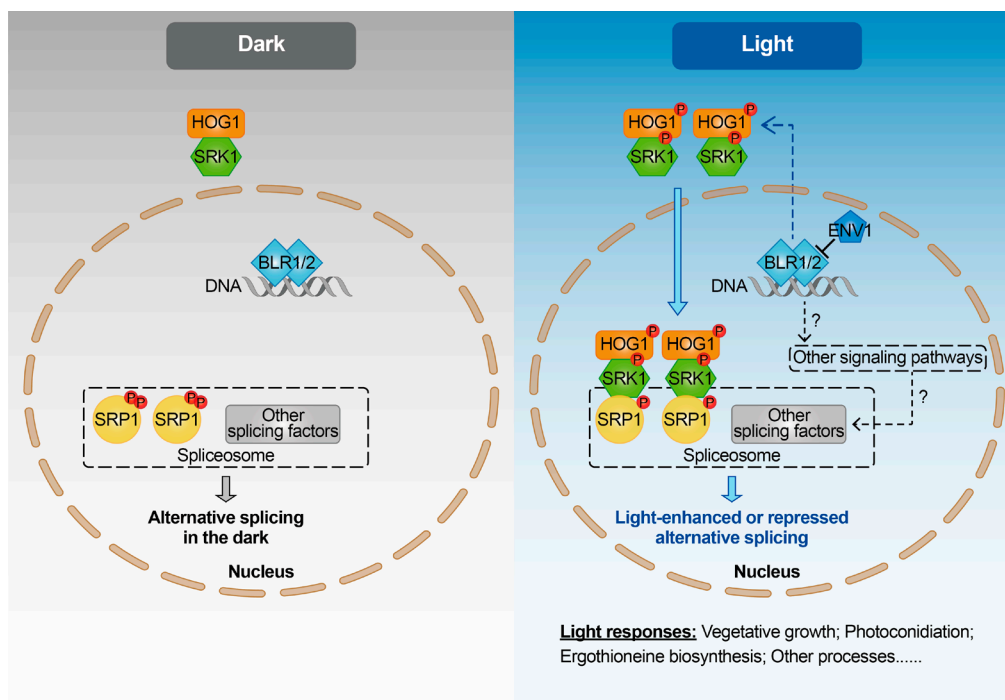 Dark
HOG1
SRK1
BLR1/2
DNA
P
P
P
P
SRP1
SRP1
Other
splicing factors
Spliceosome
Alternative splicing
in the dark
Nucleus
Light
P
P
HOG1
HOG1
P
P
SRK1
SRK1
ENV1
BLR1/2
DNA
?
Other signaling pathways
?
P
P
HOG1
HOG1
P
P
SRK1
SRK1
P
P
SRP1
SRP1
Other
splicing factors
Spliceosome
Light-enhanced or repressed
alternative splicing
Nucleus
Light responses: Vegetative growth; Photoconidiation;
Ergothioneine biosynthesis; Other processes......